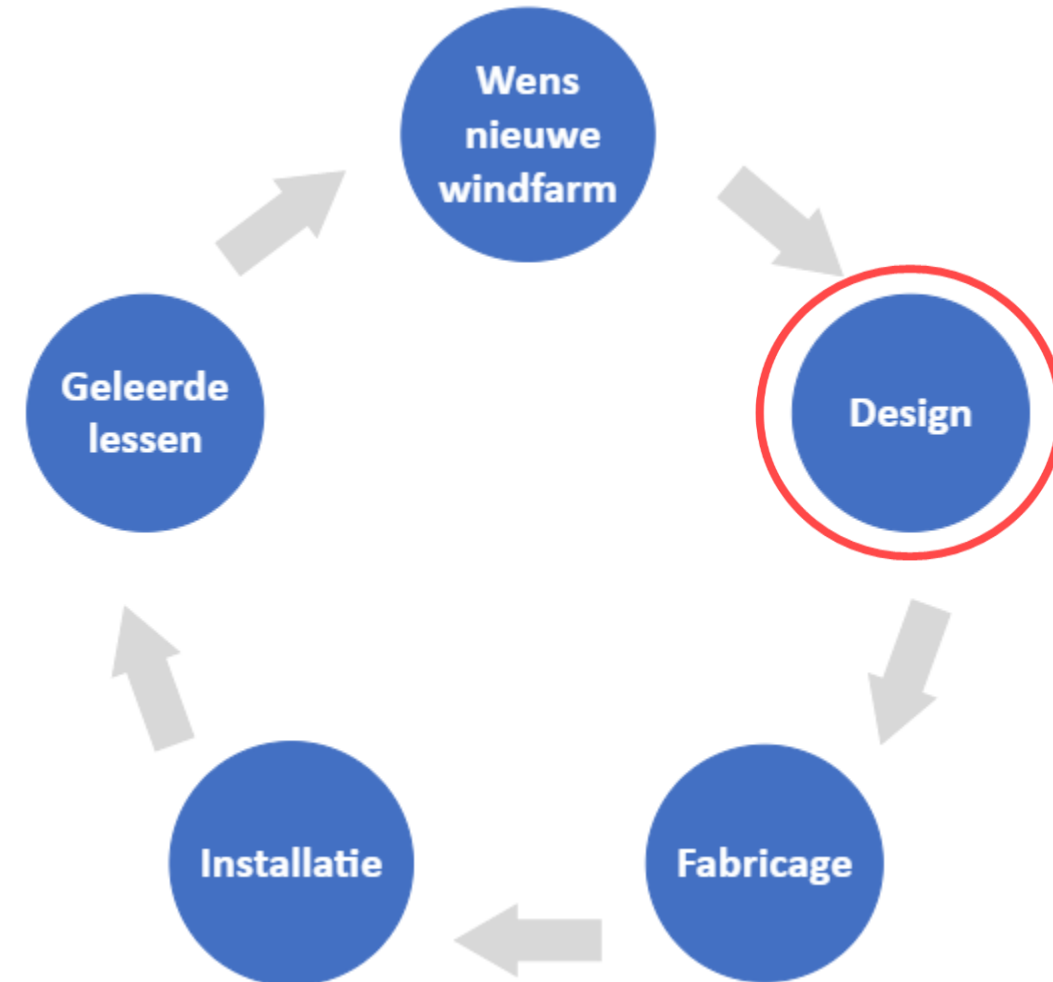 Wens
nieuwe
windfarm
Design
Fabricage
Installatie
Geleerde
lessen